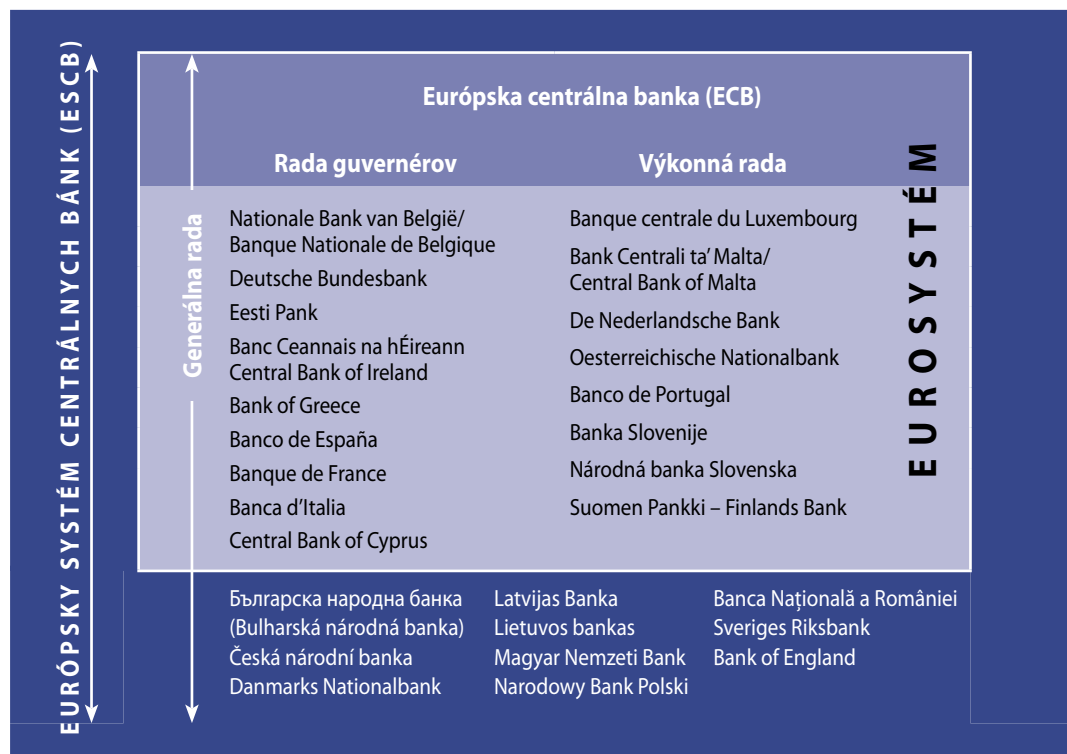 EURÓPSKY SYSTÉM CENTRÁLNYCH BÁNK (ESCB)
Generálna rada
Európska centrálna banka (ECB)
Rada guvernérov
Výkonná rada
EUROSYSTÉM
Nationale Bank van België/
Banque Nationale de Belgique
Deutsche Bundesbank
Eesti Pank
Banc Ceannais na hÉireann
Central Bank of Ireland
Bank of Greece
Banco de España
Banque de France
Banca d’Italia
Central Bank of Cyprus
Banque centrale du Luxembourg
Bank Centrali ta’ Malta/
Central Bank of Malta
De Nederlandsche Bank
Oesterreichische Nationalbank
Banco de Portugal
Banka Slovenije
Národná banka Slovenska
Suomen Pankki – Finlands Bank
Българска народна банка
(Bulharská národná banka)
Česká národní banka
Danmarks Nationalbank
Latvijas Banka
Lietuvos bankas
Magyar Nemzeti Bank
Narodowy Bank Polski
Banca Națională a României
Sveriges Riksbank
Bank of England